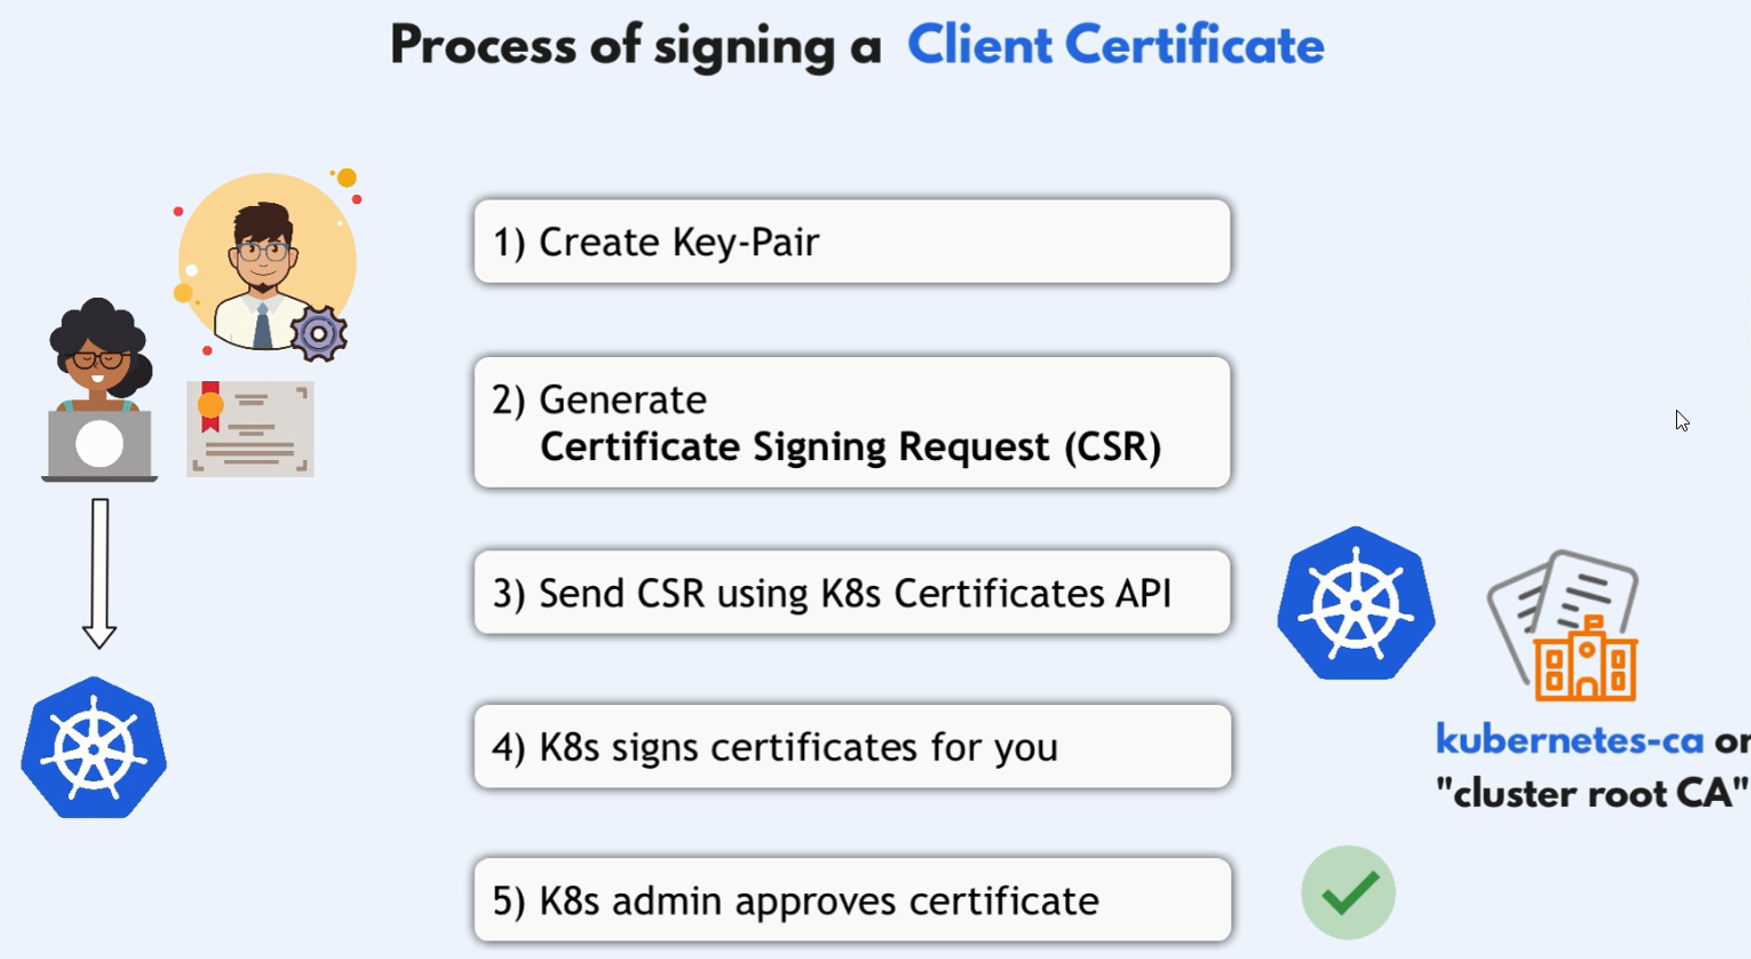 Process of signing a Client Certificate
1) Create Key-Pair
2) Generate
Certificate Signing Request (CSR)
3) Send CSR using K8s Certificates API
4) K8s signs certificates for you
kubernetes-ca or
"cluster root CA"
5) K8s admin approves certificate